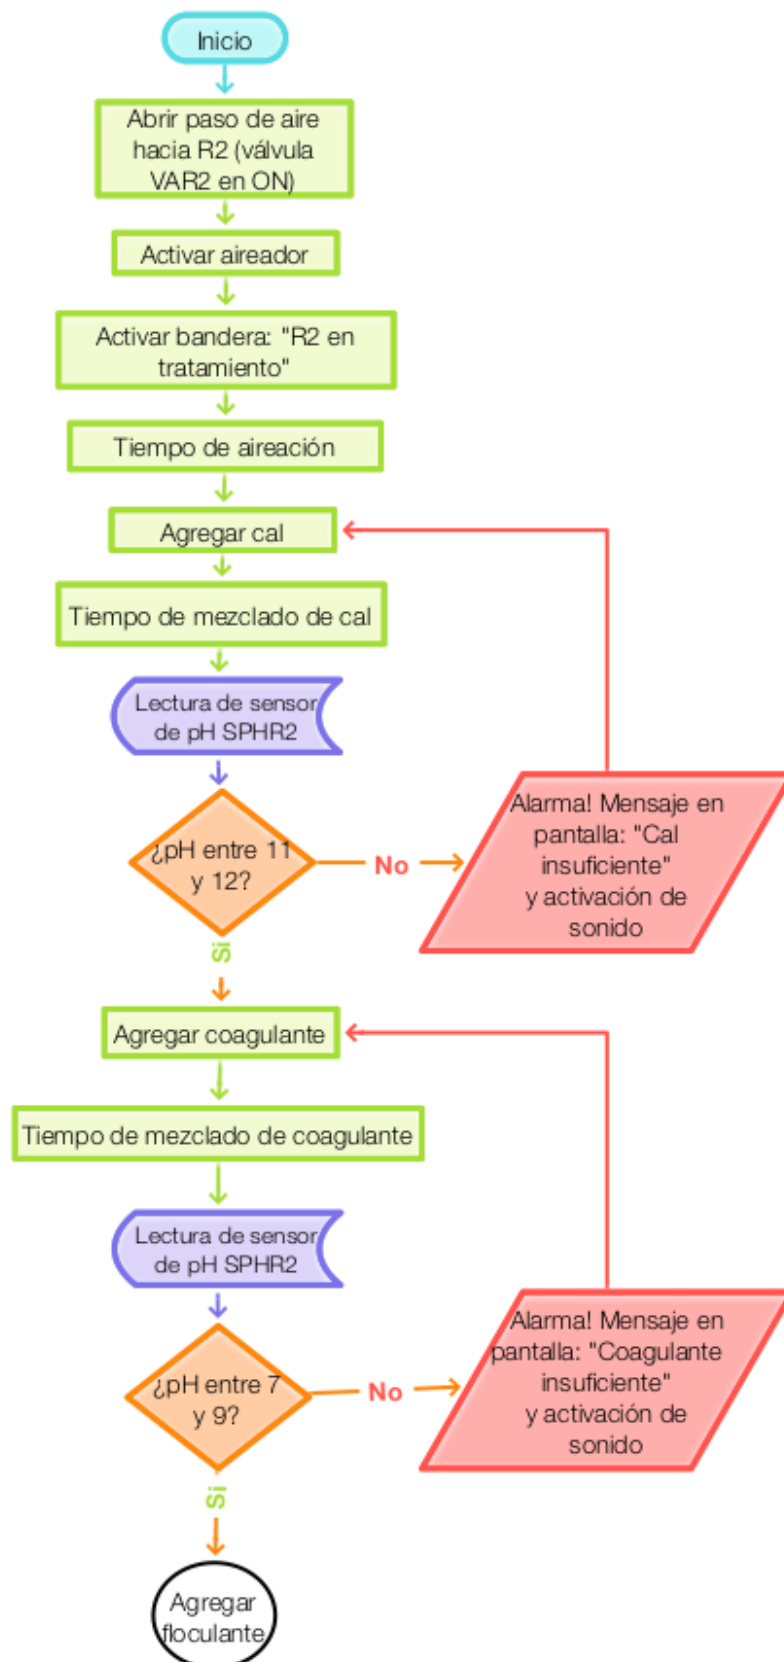 Inicio
Abrir paso de aire
hacia R2 (válvula
VAR2 en ON)
Activar aireador
Activar bandera: "R2 en
tratamiento"
Tiempo de aireación
Agregar cal
Tiempo de mezclado de cal
Lectura de sensor
de pH SPHR2
¿pH entre 11
y 12?
No
Alarma! Mensaje en
pantalla: "Cal
insuficiente"
y activación de
sonido
Si
Agregar coagulante
Tiempo de mezclado de coagulante
Lectura de sensor
de pH SPHR2
¿pH entre 7
y 9?
No
Alarma! Mensaje en
pantalla: "Coagulante
insuficiente"
y activación de
sonido
Si
Agregar
floculante